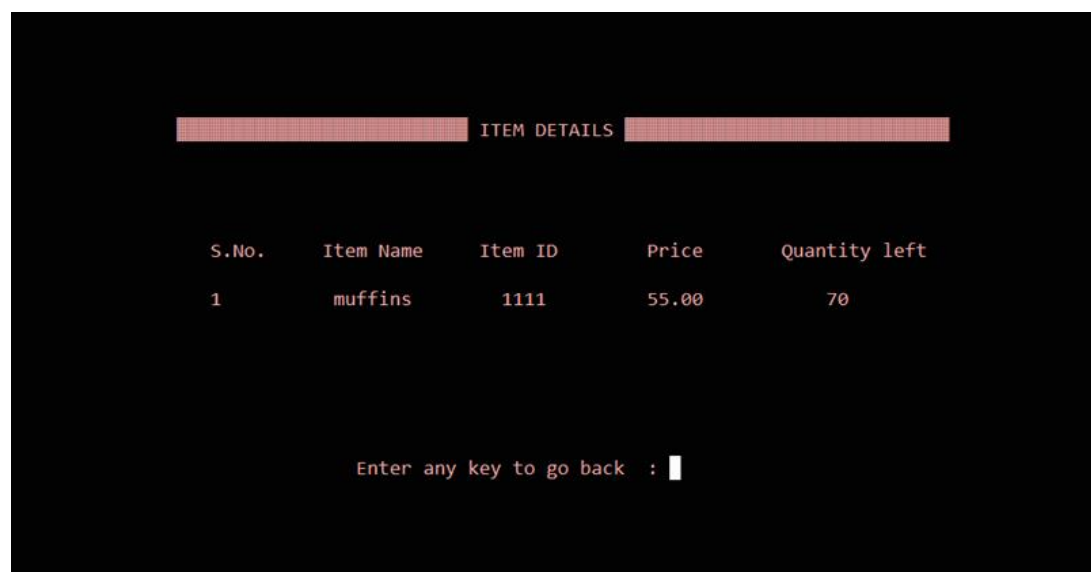 ITEM DETAILS
S.No. Item Name Item ID Price Quantity left
1 muffins 1111 55.00 70
Enter any key to go back :